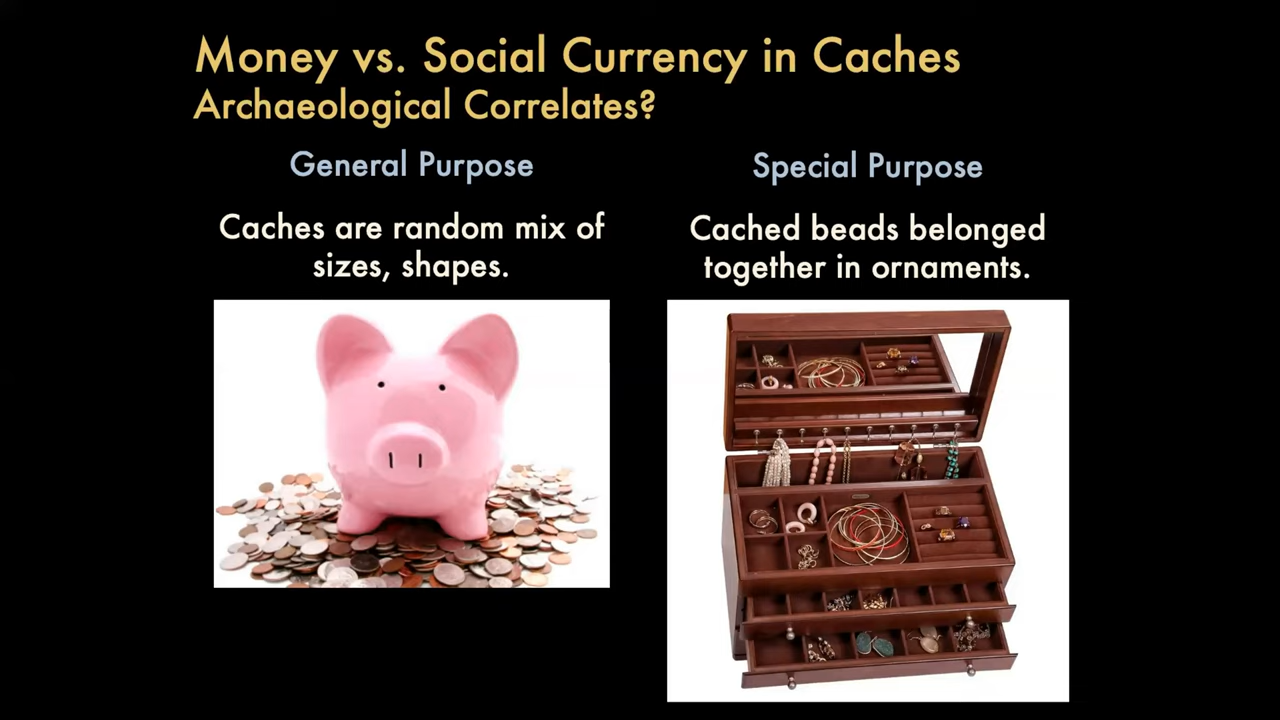 Money vs. Social Currency in Caches
Archaeological Correlates?
General Purpose
Caches are random mix of
sizes, shapes.
Special Purpose
Cached beads belonged
together in ornaments.